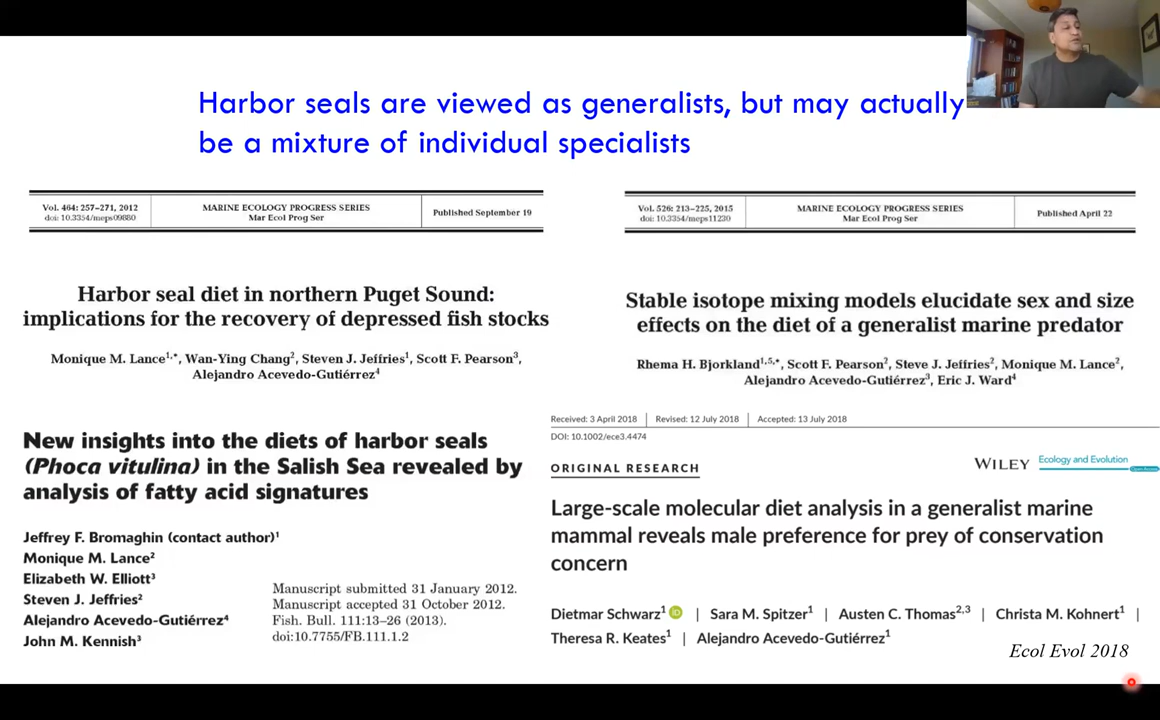 Harbor seals are viewed as generalists, but may actually
be a mixture of individual specialists
Vol. 464: 257–271, 2012
doi: 10.3354/meps09880
MARINE ECOLOGY PROGRESS SERIES
Mar Ecol Prog Ser
Published September 19
Harbor seal diet in northern Puget Sound:
implications for the recovery of depressed fish stocks
Monique M. Lance1,*, Wan-Ying Chang2, Steven J. Jeffries1, Scott F. Pearson3,
Alejandro Acevedo-Gutiérrez4
Vol. 526: 213–225, 2015
doi: 10.3354/meps11230
MARINE ECOLOGY PROGRESS SERIES
Mar Ecol Prog Ser
Published April 22
Stable isotope mixing models elucidate sex and size
effects on the diet of a generalist marine predator
Rhema H. Bjorkland1,5,*, Scott F. Pearson2, Steve J. Jeffries2, Monique M. Lance2,
Alejandro Acevedo-Gutiérrez3, Eric J. Ward4
New insights into the diets of harbor seals
(Phoca vitulina) in the Salish Sea revealed by
analysis of fatty acid signatures
Jeffrey F. Bromaghin (contact author)1
Monique M. Lance2
Elizabeth W. Elliott3
Steven J. Jeffries2
Alejandro Acevedo-Gutiérrez4
John M. Kennish3
Manuscript submitted 31 January 2012.
Manuscript accepted 31 October 2012.
Fish. Bull. 111:13–26 (2013).
doi:10.7755/FB.111.1.2
Received: 3 April 2018 | Revised: 12 July 2018 | Accepted: 13 July 2018
DOI: 10.1002/ece3.4474
ORIGINAL RESEARCH
WILEY Ecology and Evolution
Large-scale molecular diet analysis in a generalist marine
mammal reveals male preference for prey of conservation
concern
Dietmar Schwarz1 iD | Sara M. Spitzer1 | Austen C. Thomas2,3 | Christa M. Kohnert1 |
Theresa R. Keates1 | Alejandro Acevedo-Gutiérrez1
Ecol Evol 2018